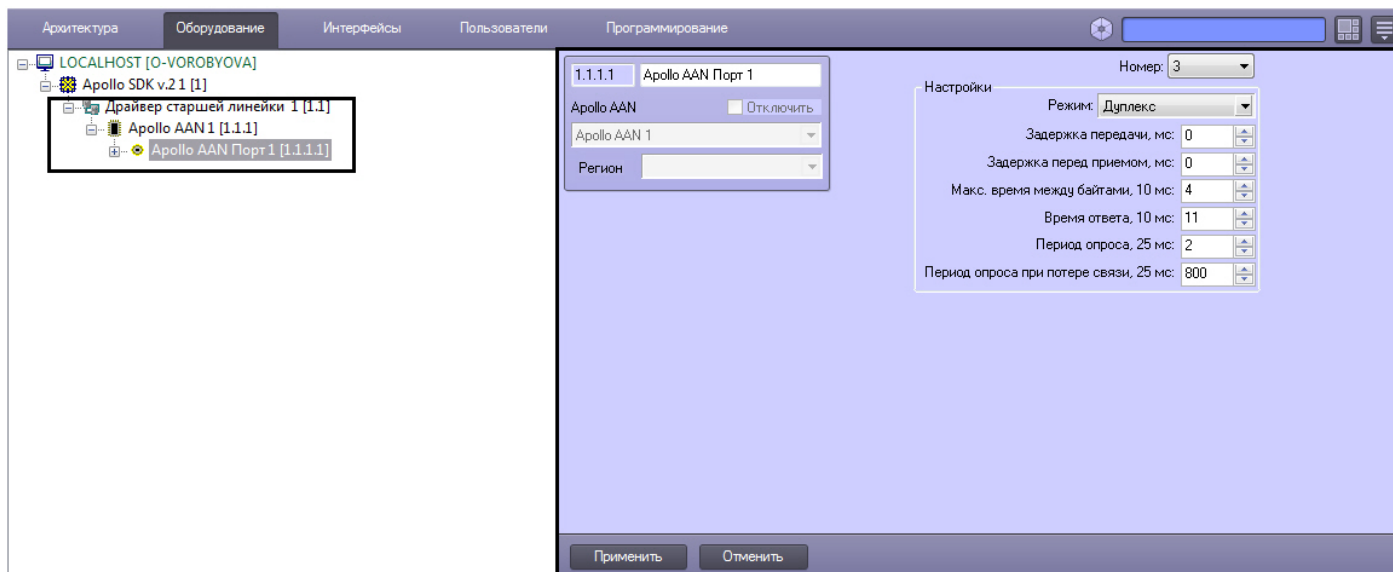 Архитектура Оборудование Интерфейсы Пользователи Программирование
LOCALHOST [O-VOROBYOVA]
Apollo SDK v.2 1 [1]
Драйвер старшей линейки 1 [1.1]
Apollo AAN 1 [1.1.1]
Apollo AAN Порт 1 [1.1.1.1]
1.1.1.1 Apollo AAN Порт 1
Apollo AAN Отключить
Apollo AAN 1
Регион
Номер: 3
Настройки
Режим: Дуплекс
Задержка передачи, мс: 0
Задержка перед приемом, мс: 0
Макс. время между байтами, 10 мс: 4
Время ответа, 10 мс: 11
Период опроса, 25 мс: 2
Период опроса при потере связи, 25 мс: 800
Применить Отменить